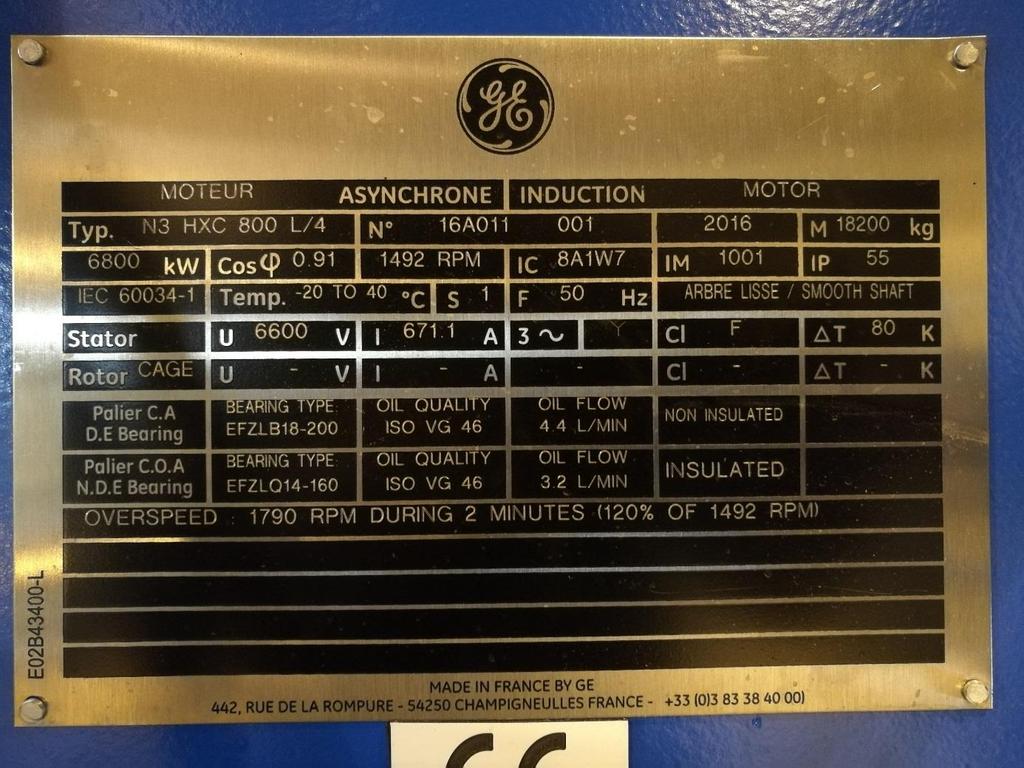 GE
MOTEUR ASYNCHRONE INDUCTION MOTOR
Typ. N3 HXC 800 L/4 N° 16A011 001 2016 M 18200 kg
6800 kW Cosφ 0.91 1492 RPM IC 8A1W7 IM 1001 IP 55
IEC 60034-1 Temp. -20 TO 40 °C S 1 F 50 Hz ARBRE LISSE / SMOOTH SHAFT
Stator U 6600 V I 671.1 A 3 ~ Y Cl F ΔT 80 K
Rotor CAGE U - V I - A - Cl - ΔT - K
Palier C.A BEARING TYPE OIL QUALITY OIL FLOW NON INSULATED
D.E Bearing EFZLB18-200 ISO VG 46 4.4 L/MIN
Palier C.O.A BEARING TYPE OIL QUALITY OIL FLOW INSULATED
N.D.E Bearing EFZLQ14-160 ISO VG 46 3.2 L/MIN
OVERSPEED : 1790 RPM DURING 2 MINUTES (120% OF 1492 RPM)
E02B43400-L
MADE IN FRANCE BY GE
442, RUE DE LA ROMPURE - 54250 CHAMPIGNEULLES FRANCE - +33 (0)3 83 38 40 00)
CE